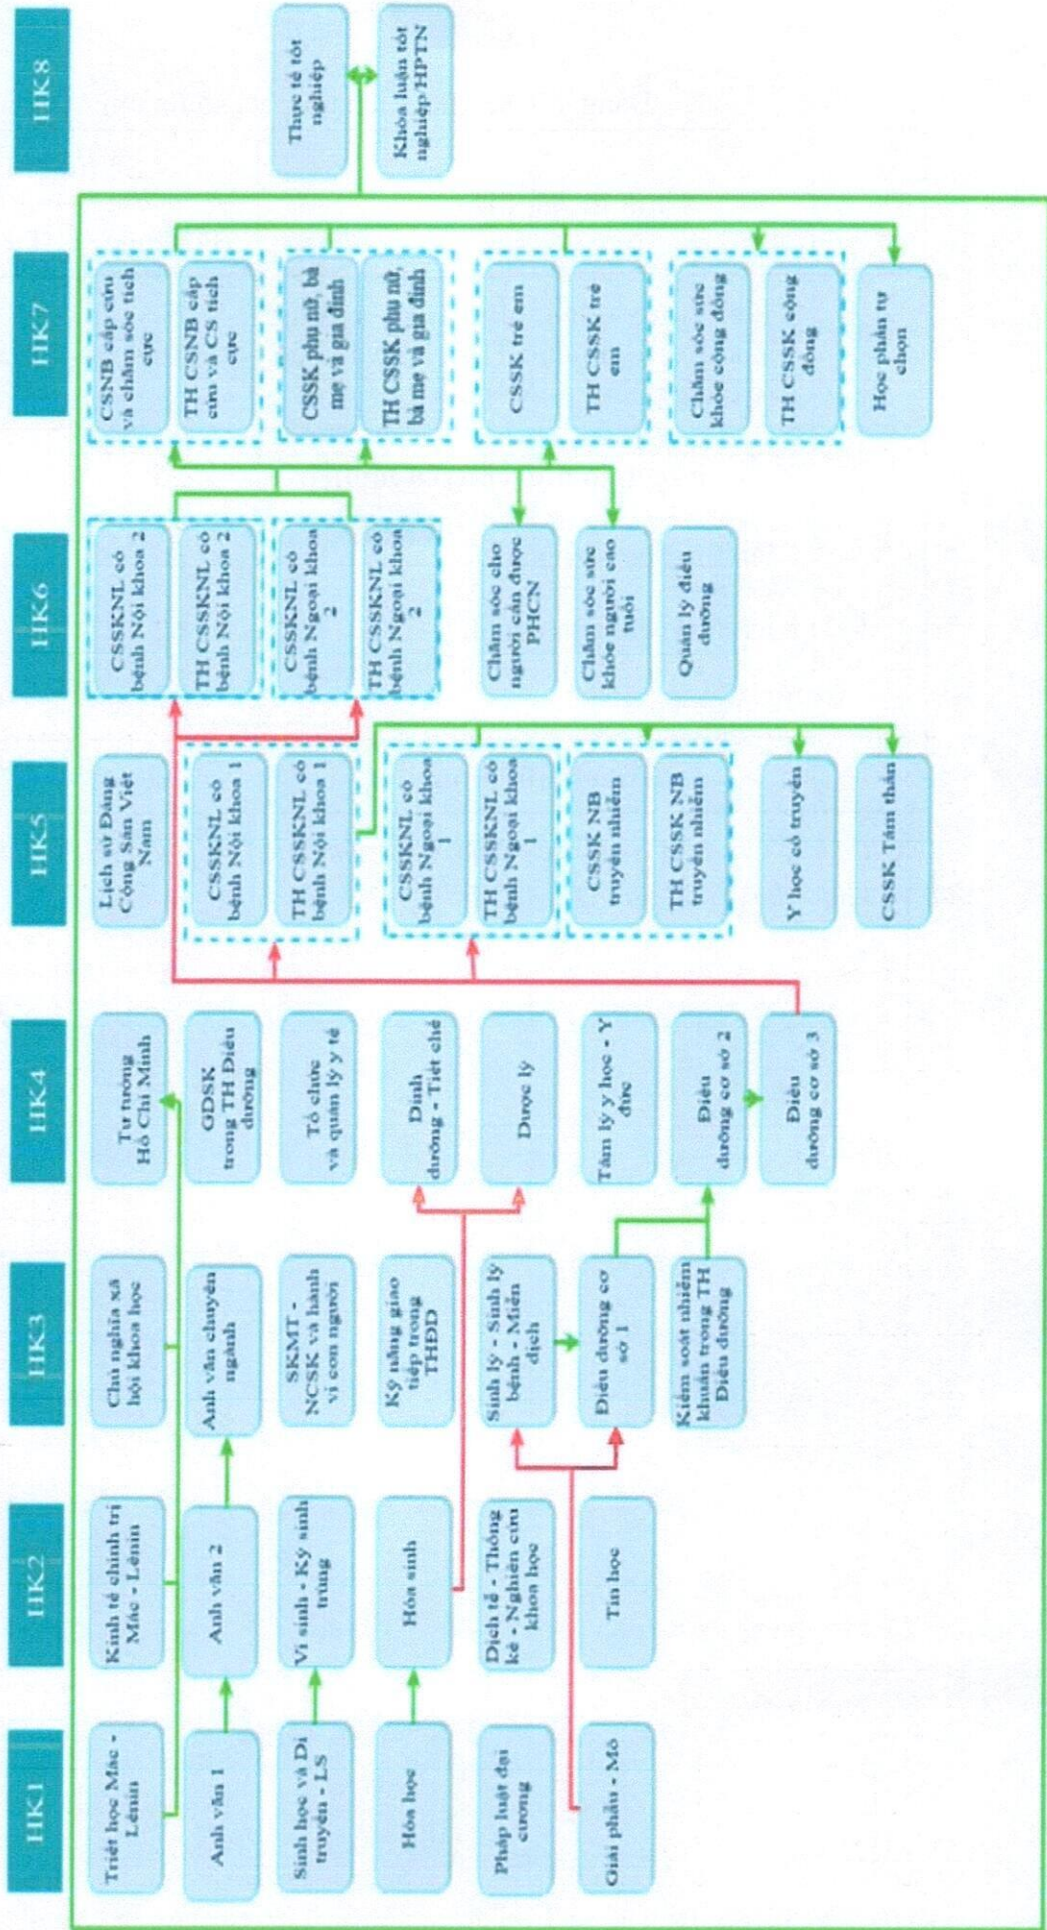 HK1
Triết học Mác -
Lênin
Anh văn 1
Sinh học và Di
truyền - LS
Hóa học
Pháp luật đại
cương
Giải phẫu - Mô
HK2
Kinh tế chính trị
Mác - Lênin
Anh văn 2
Vi sinh - Ký sinh
trùng
Hóa sinh
Dịch tễ - Thống
kê - Nghiên cứu
khoa học
Tin học
HK3
Chủ nghĩa xã
hội khoa học
Anh văn chuyên
ngành
SKMT -
NCSK và hành
vi con người
Kỹ năng giao
tiếp trong
THĐD
Sinh lý - Sinh lý
bệnh - Miễn
dịch
Điều dưỡng cơ
sở 1
Kiểm soát nhiễm
khuẩn trong TH
Điều dưỡng
HK4
Tư tưởng
Hồ Chí Minh
GDSK
trong TH Điều
dưỡng
Tổ chức
và quản lý y tế
Dinh
dưỡng - Tiết chế
Dược lý
Tâm lý y học - Y
đức
Điều
dưỡng cơ sở 2
Điều
dưỡng cơ sở 3
HK5
Lịch sử Đảng
Cộng Sản Việt
Nam
CSSKNL có
bệnh Nội khoa 1
TH CSSKNL có
bệnh Nội khoa 1
CSSKNL có
bệnh Ngoại khoa
1
TH CSSKNL có
bệnh Ngoại khoa
1
CSSK NB
truyền nhiễm
TH CSSK NB
truyền nhiễm
Y học cổ truyền
CSSK Tâm thần
HK6
CSSKNL có
bệnh Nội khoa 2
TH CSSKNL có
bệnh Nội khoa 2
CSSKNL có
bệnh Ngoại khoa
2
TH CSSKNL có
bệnh Ngoại khoa
2
Chăm sóc cho
người cần được
PHCN
Chăm sóc sức
khỏe người cao
tuổi
Quản lý điều
dưỡng
HK7
CSNB cấp cứu
và chăm sóc tích
cực
TH CSNB cấp
cứu và CS tích
cực
CSSK phụ nữ, bà
mẹ và gia đình
TH CSSK phụ nữ,
bà mẹ và gia đình
CSSK trẻ em
TH CSSK trẻ
em
Chăm sóc sức
khỏe cộng đồng
TH CSSK cộng
đồng
Học phần tự
chọn
HK8
Thực tế tốt
nghiệp
Khóa luận tốt
nghiệp/HPTN